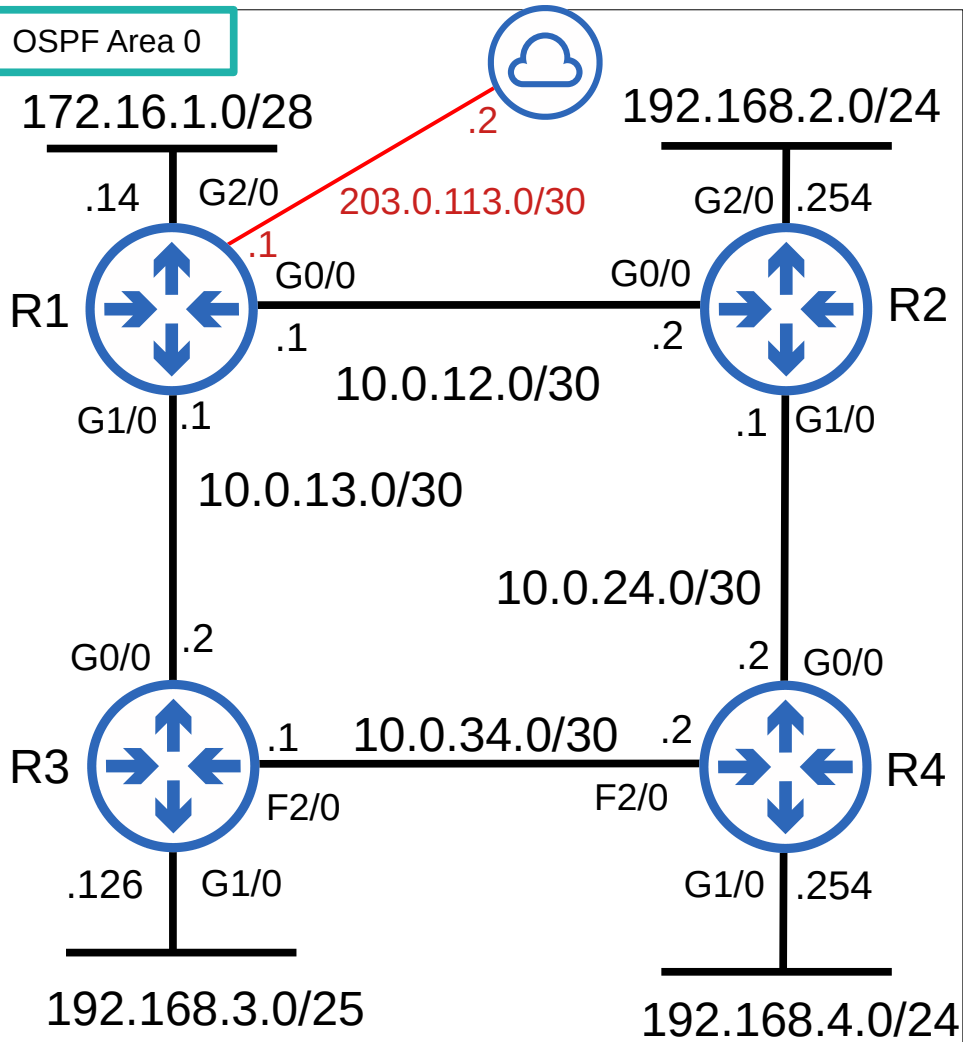 OSPF Area 0
172.16.1.0/28
192.168.2.0/24
.2
.14
G2/0
203.0.113.0/30
G2/0
.254
.1
G0/0
G0/0
R1
R2
.1
.2
10.0.12.0/30
G1/0
.1
.1
G1/0
10.0.13.0/30
10.0.24.0/30
G0/0
.2
.2
G0/0
R3
.1
10.0.34.0/30
.2
R4
F2/0
F2/0
.126
G1/0
G1/0
.254
192.168.3.0/25
192.168.4.0/24